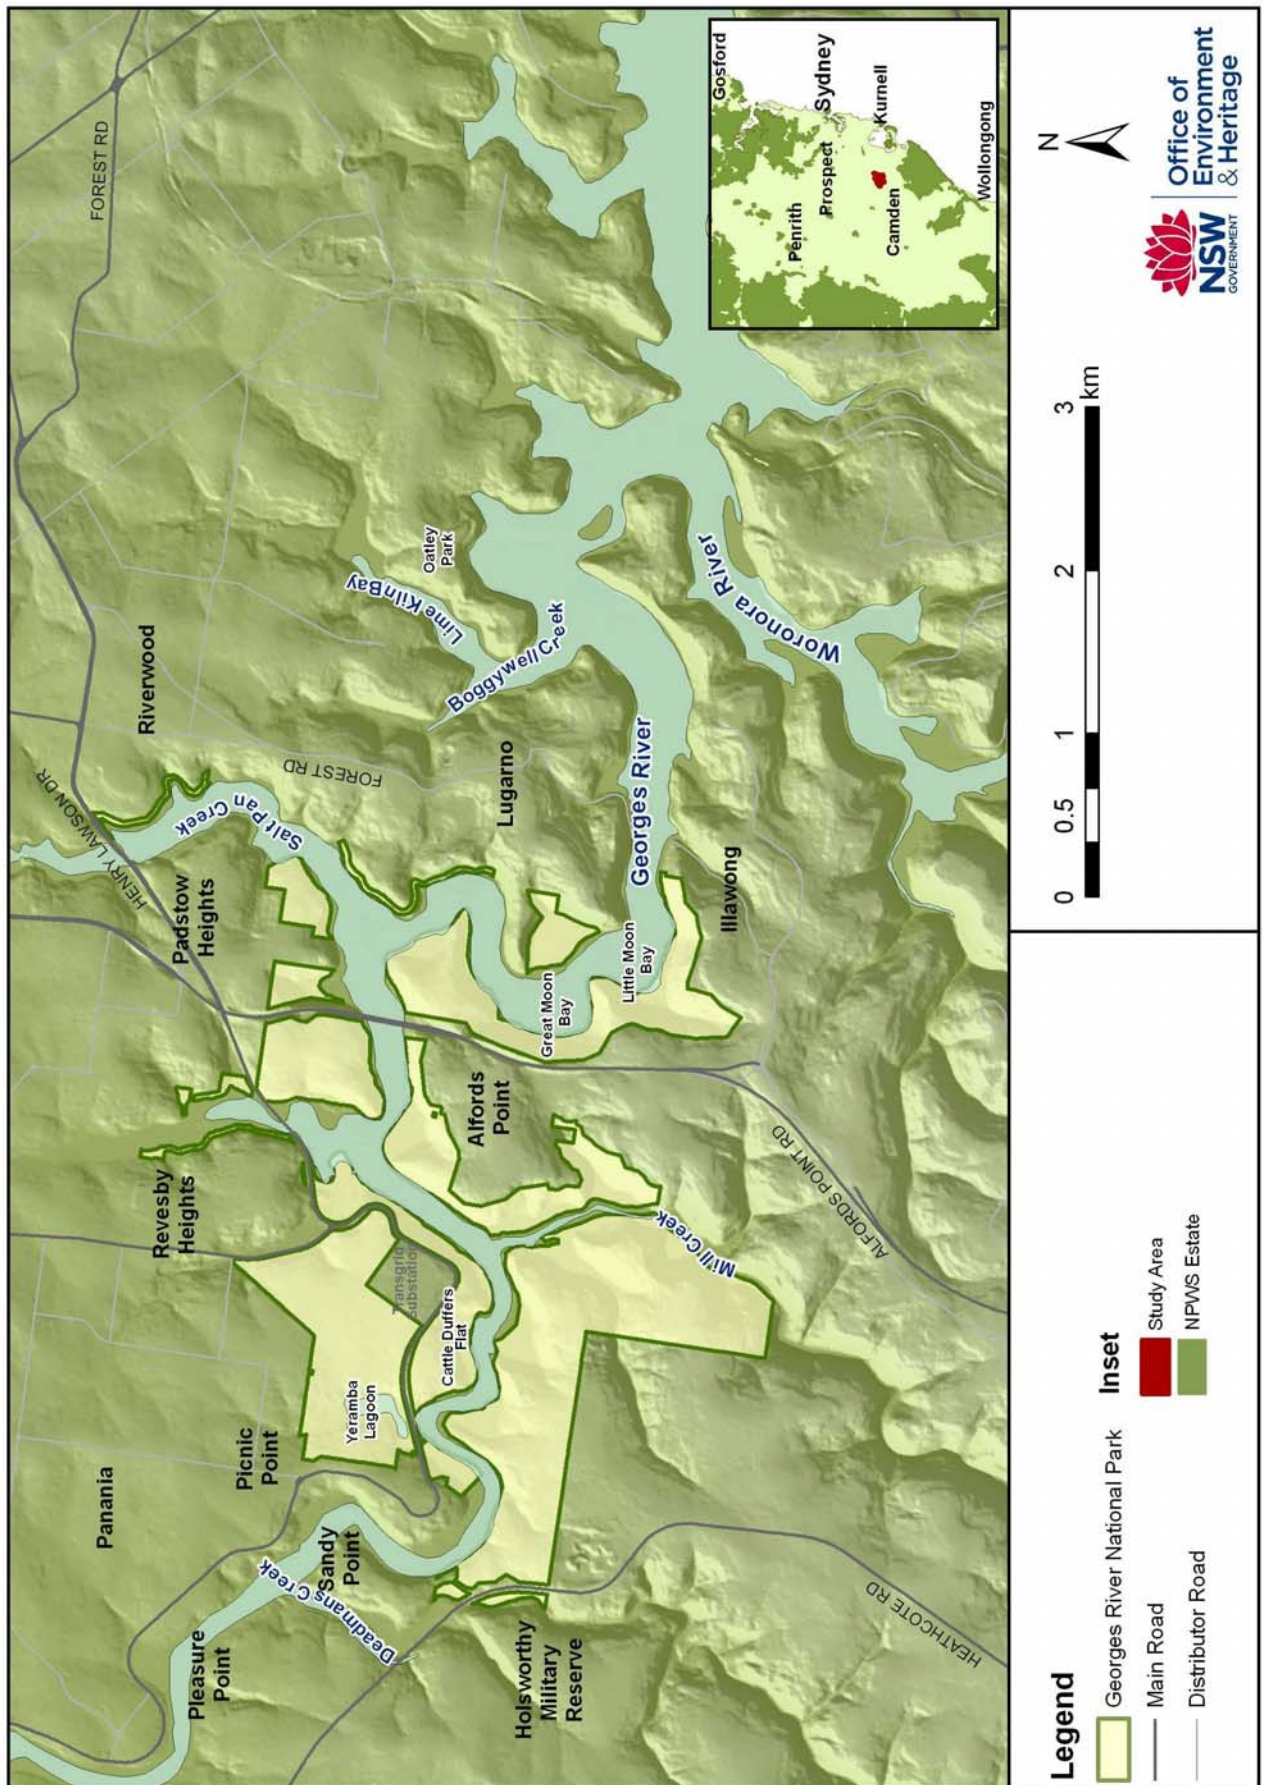 FOREST RD
Gosford
Sydney
Kurnell
Prospect
Penrith
Camden
Wollongong
N
NSW
GOVERNMENT
Office of
Environment
& Heritage
Riverwood
Oatley
Park
Lime Kiln Bay
Boggywell Creek
Woronora River
Georges River
HENRY LAWSON DR
Salt Pan Creek
FOREST RD
Lugarno
Padstow
Heights
Illawong
Great Moon
Bay
Little Moon
Bay
Alfords
Point
Revesby
Heights
Transgrid
Substation
Cattle Duffers
Flat
Mill Creek
ALFORDS POINT RD
Yeramba
Lagoon
Picnic
Point
Panania
Sandy
Point
Deadmans Creek
Pleasure
Point
Holsworthy
Military
Reserve
HEATHCOTE RD
0 0.5 1 2 3
km
Legend
Georges River National Park
Main Road
Distributor Road
Inset
Study Area
NPWS Estate